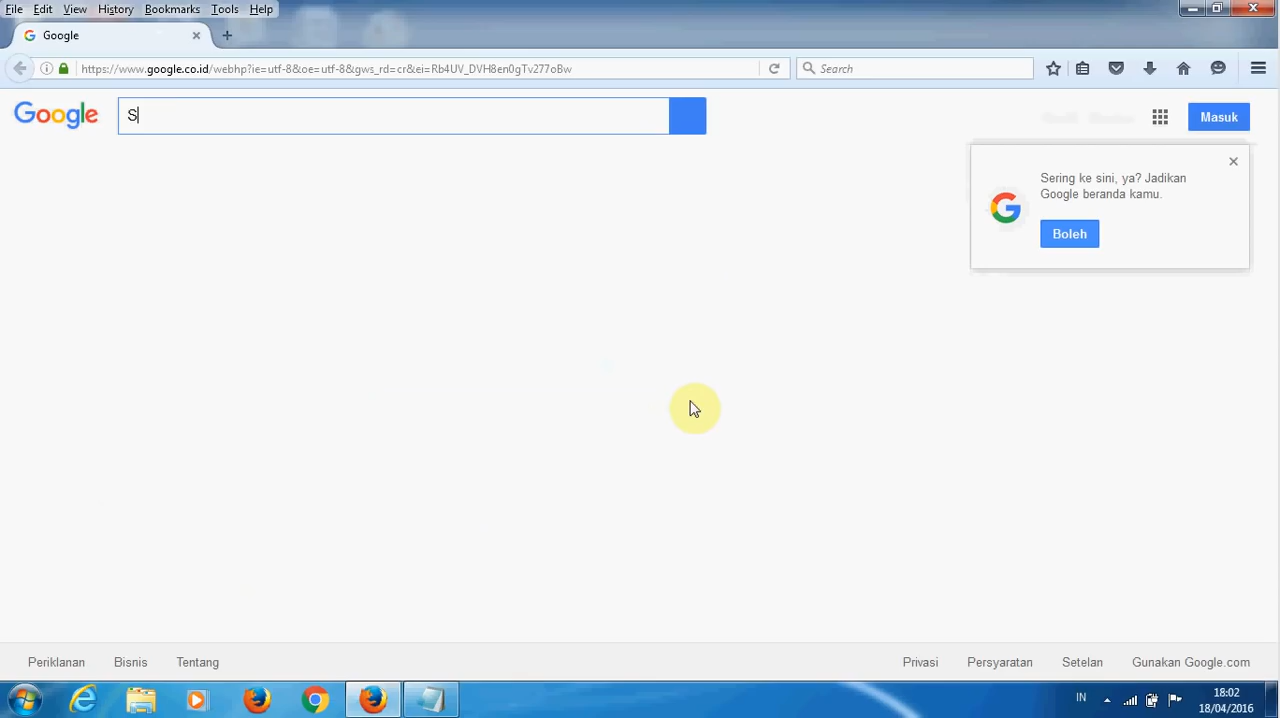 File Edit View History Bookmarks Tools Help
Google
https://www.google.co.id/webhp?ie=utf-8&oe=utf-8&gws_rd=cr&ei=Rb4UV_DVH8en0gTv277oBw
Search
Google
S
Masuk
Sering ke sini, ya? Jadikan
Google beranda kamu.
Boleh
Periklanan Bisnis Tentang Privasi Persyaratan Setelan Gunakan Google.com
IN
18:02
18/04/2016